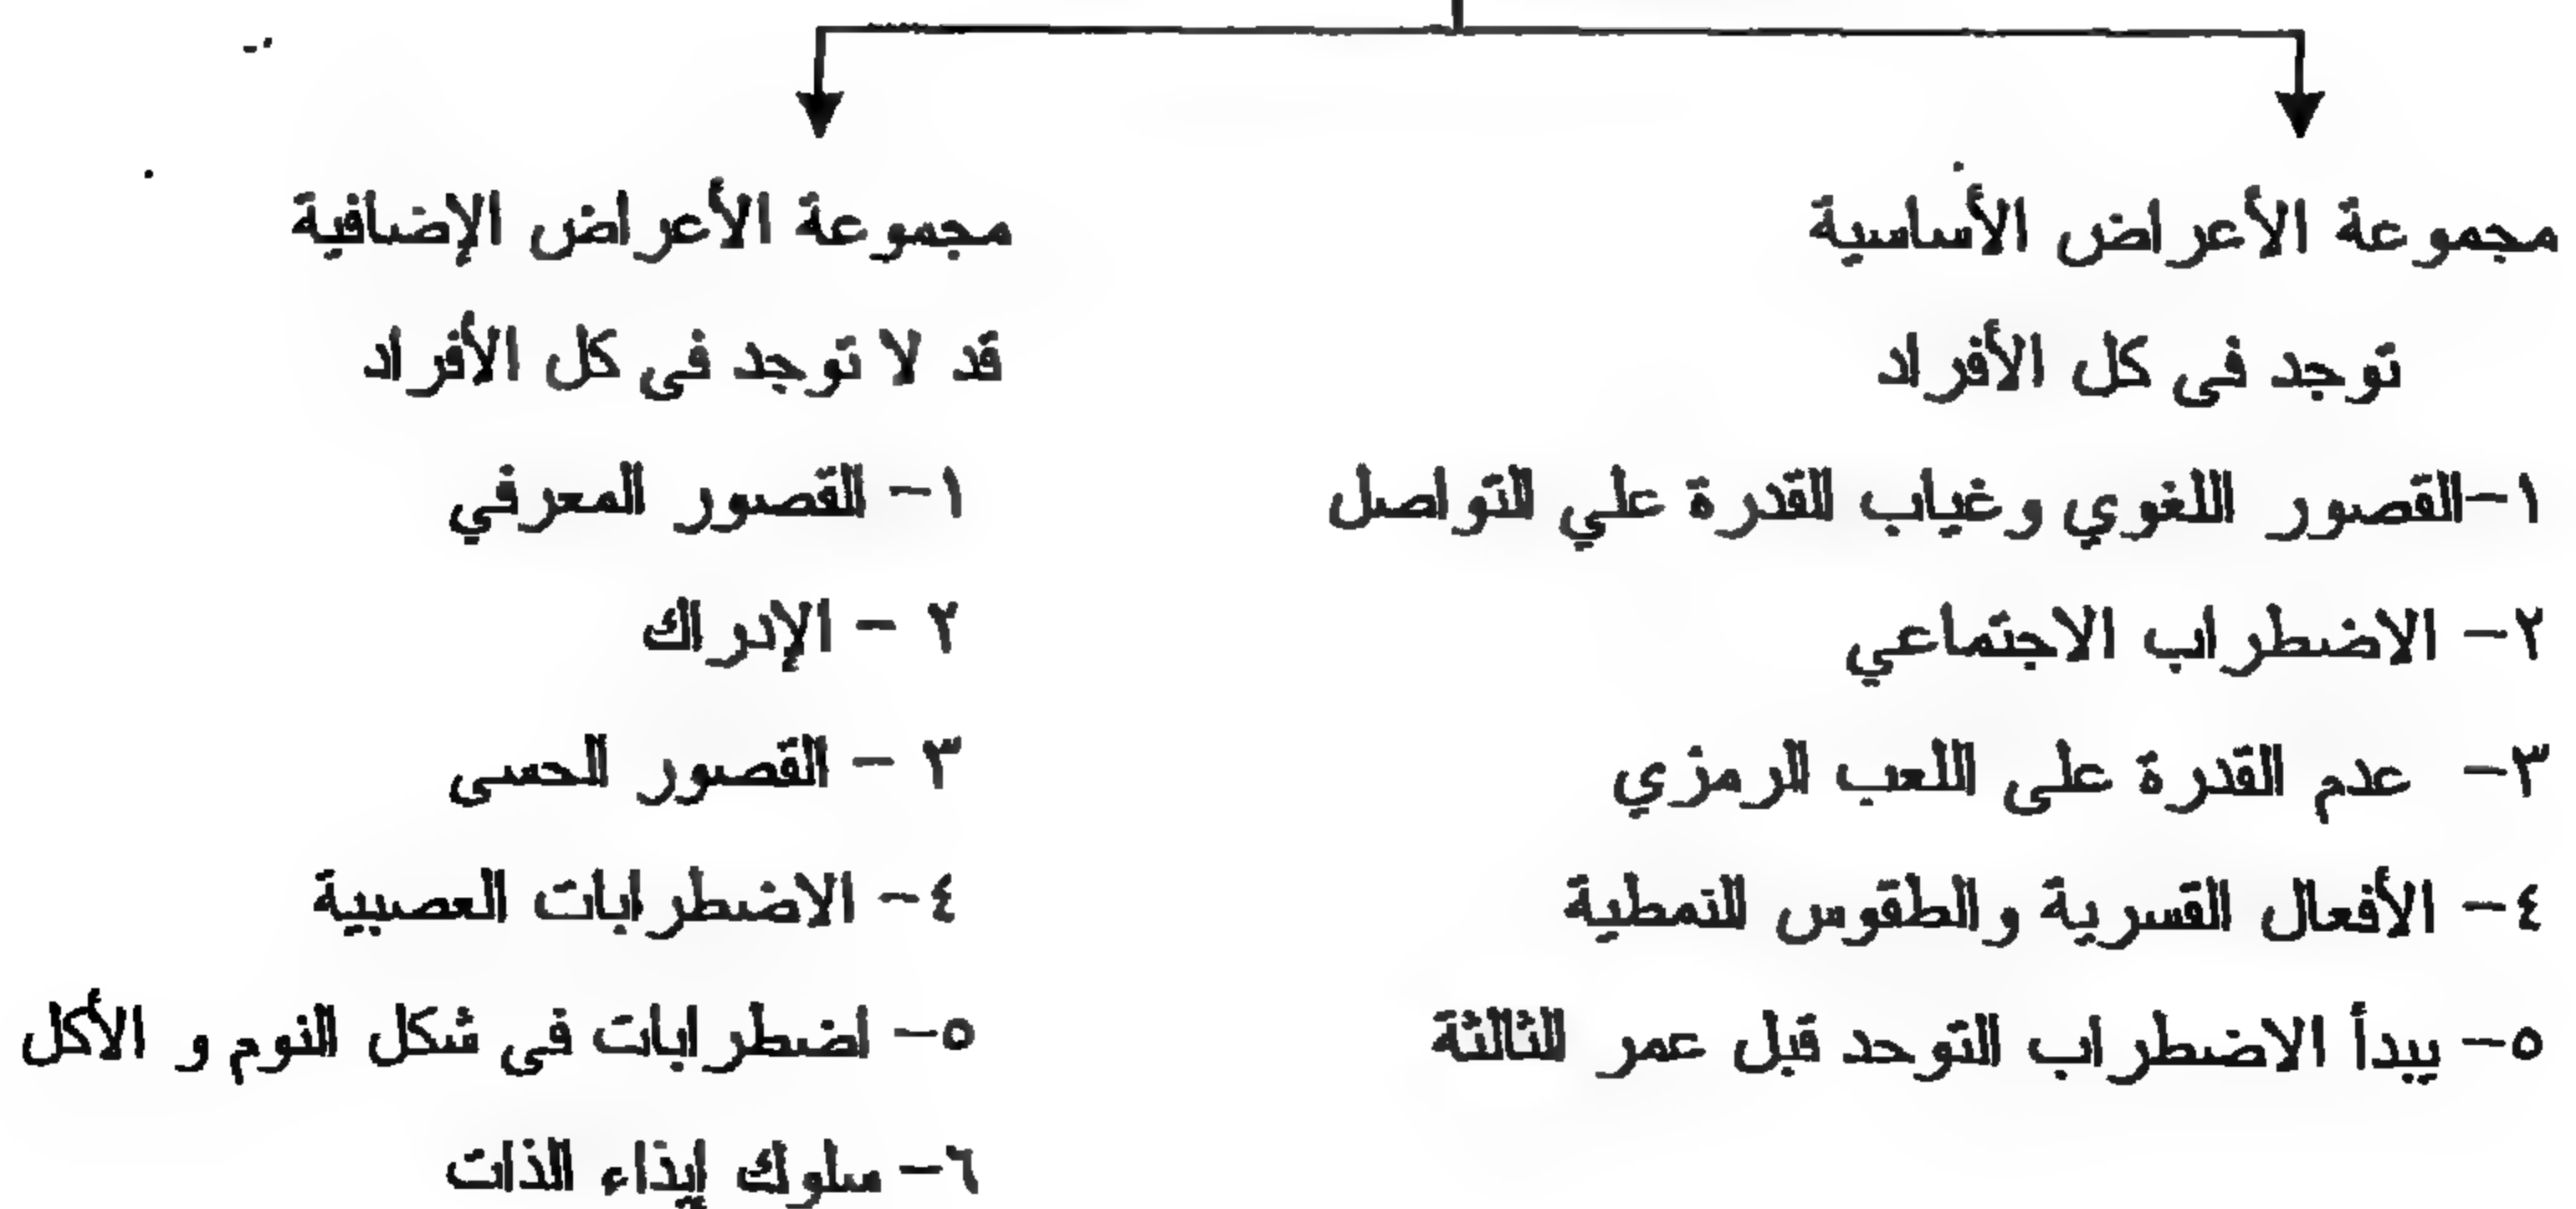 مجموعة الأعراض الأساسية
توجد فى كل الأفراد
١-القصور اللغوي وغياب القدرة علي التواصل
٢- الاضطراب الاجتماعي
٣- عدم القدرة على اللعب الرمزي
٤- الأفعال القسرية والطقوس النمطية
٥- يبدأ الاضطراب التوحد قبل عمر الثالثة
مجموعة الأعراض الإضافية
قد لا توجد فى كل الأفراد
١- القصور المعرفي
٢ - الإدراك
٣ - القصور الحسى
٤- الاضطرابات العصبية
٥- اضطرابات فى شكل النوم و الأكل
٦- سلوك إيذاء الذات